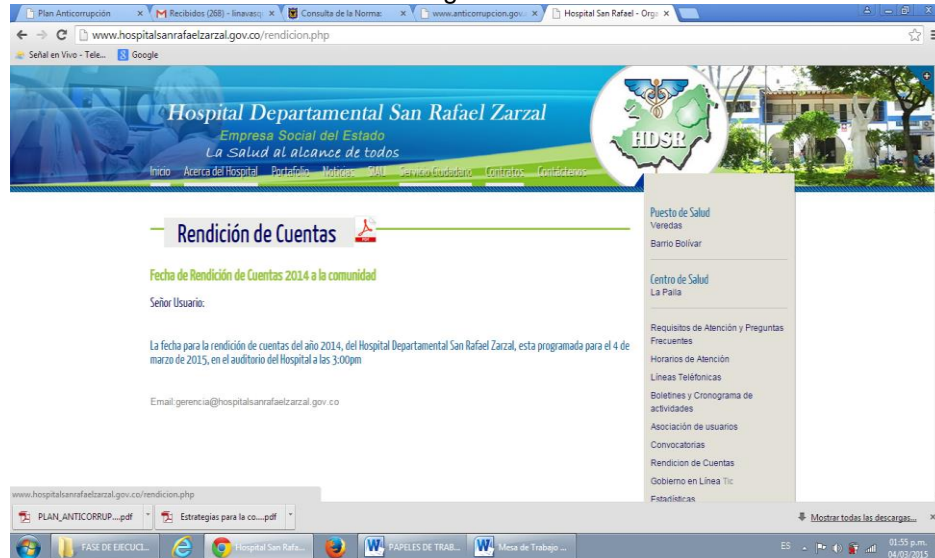 Plan Anticorrupción
Recibidos (268) - linavasq
Consulta de la Norma:
www.anticorrupcion.gov.
Hospital San Rafael - Orga
www.hospitalsanrafaelzarzal.gov.co/rendicion.php
Señal en Vivo - Tele...
Google
Hospital Departamental San Rafael Zarzal
Empresa Social del Estado
La Salud al alcance de todos
HDSR
Inicio Acerca del Hospital Portafolio Noticias SIAU Servicio Ciudadano Contratos Contáctenos
Rendición de Cuentas
PDF
Fecha de Rendición de Cuentas 2014 a la comunidad
Señor Usuario:
La fecha para la rendición de cuentas del año 2014, del Hospital Departamental San Rafael Zarzal, esta programada para el 4 de
marzo de 2015, en el auditorio del Hospital a las 3:00pm
Email:gerencia@hospitalsanrafaelzarzal.gov.co
Puesto de Salud
Veredas
Barrio Bolívar
Centro de Salud
La Paila
Requisitos de Atención y Preguntas
Frecuentes
Horarios de Atención
Líneas Teléfonicas
Boletines y Cronograma de
actividades
Asociación de usuarios
Convocatorias
Rendicion de Cuentas
Gobierno en Línea Tic
Estadísticas
www.hospitalsanrafaelzarzal.gov.co/rendicion.php
PLAN_ANTICORRUP....pdf
Estrategias para la co....pdf
Mostrar todas las descargas...
FASE DE EJECUCI...
Hospital San Rafa...
PAPELES DE TRAB...
Mesa de Trabajo ...
ES
01:55 p.m.
04/03/2015